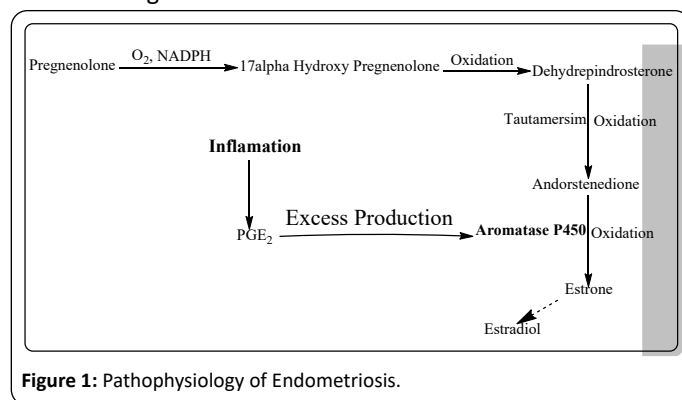 Pregnenolone O2, NADPH 17alpha Hydroxy Pregnenolone Oxidation Dehydrepindrosterone
Tautamersim Oxidation
Inflamation
Andorstenedione
PGE2 Excess Production Aromatase P450 Oxidation
Estrone
Estradiol
Figure 1: Pathophysiology of Endometriosis.